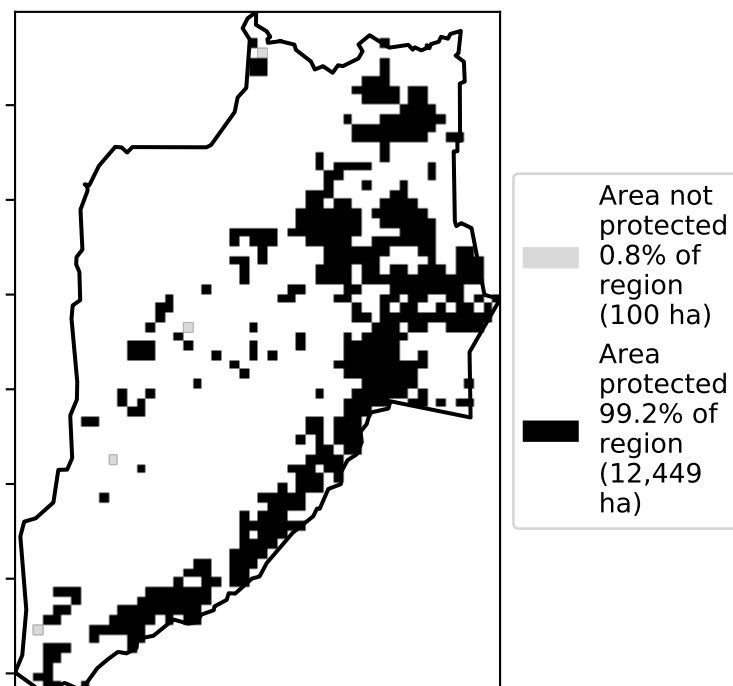 Area not
protected
0.8% of
region
(100 ha)
Area
protected
99.2% of
region
(12,449
ha)